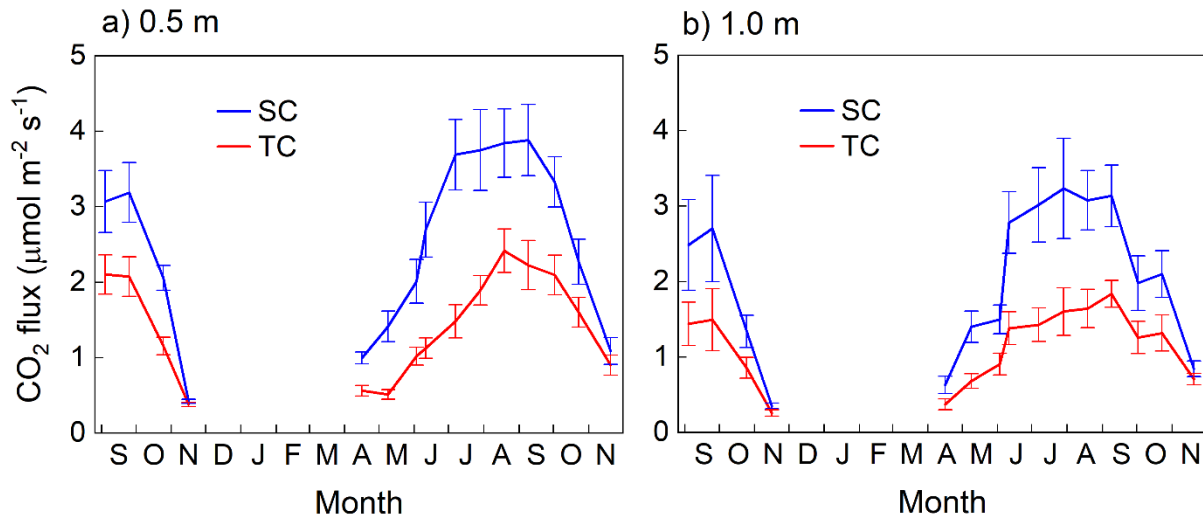 a) 0.5 m
b) 1.0 m
CO₂ flux (μmol m⁻² s⁻¹)
5
4
3
2
1
0
SC
TC
S O N D J F M A M J J A S O N
Month
5
4
3
2
1
0
SC
TC
S O N D J F M A M J J A S O N
Month